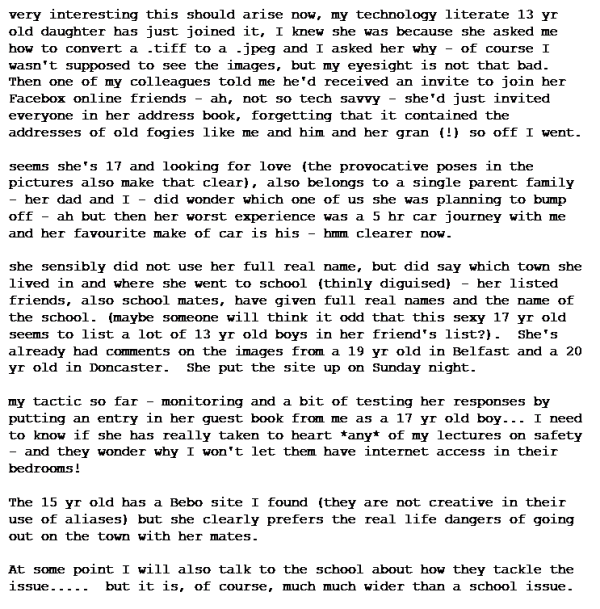 very interesting this should arise now, my technology literate 13 yr
old daughter has just joined it, I knew she was because she asked me
how to convert a .tiff to a .jpeg and I asked her why - of course I
wasn't supposed to see the images, but my eyesight is not that bad.
Then one of my colleagues told me he'd received an invite to join her
Facebox online friends - ah, not so tech savvy - she'd just invited
everyone in her address book, forgetting that it contained the
addresses of old fogies like me and him and her gran (!) so off I went.

seems she's 17 and looking for love (the provocative poses in the
pictures also make that clear), also belongs to a single parent family
- her dad and I - did wonder which one of us she was planning to bump
off - ah but then her worst experience was a 5 hr car journey with me
and her favourite make of car is his - hmm clearer now.

she sensibly did not use her full real name, but did say which town she
lived in and where she went to school (thinly diguised) - her listed
friends, also school mates, have given full real names and the name of
the school. (maybe someone will think it odd that this sexy 17 yr old
seems to list a lot of 13 yr old boys in her friend's list?).  She's
already had comments on the images from a 19 yr old in Belfast and a 20
yr old in Doncaster.  She put the site up on Sunday night.

my tactic so far - monitoring and a bit of testing her responses by
putting an entry in her guest book from me as a 17 yr old boy... I need
to know if she has really taken to heart *any* of my lectures on safety
- and they wonder why I won't let them have internet access in their
bedrooms!

The 15 yr old has a Bebo site I found (they are not creative in their
use of aliases) but she clearly prefers the real life dangers of going
out on the town with her mates.

At some point I will also talk to the school about how they tackle the
issue.....  but it is, of course, much much wider than a school issue.